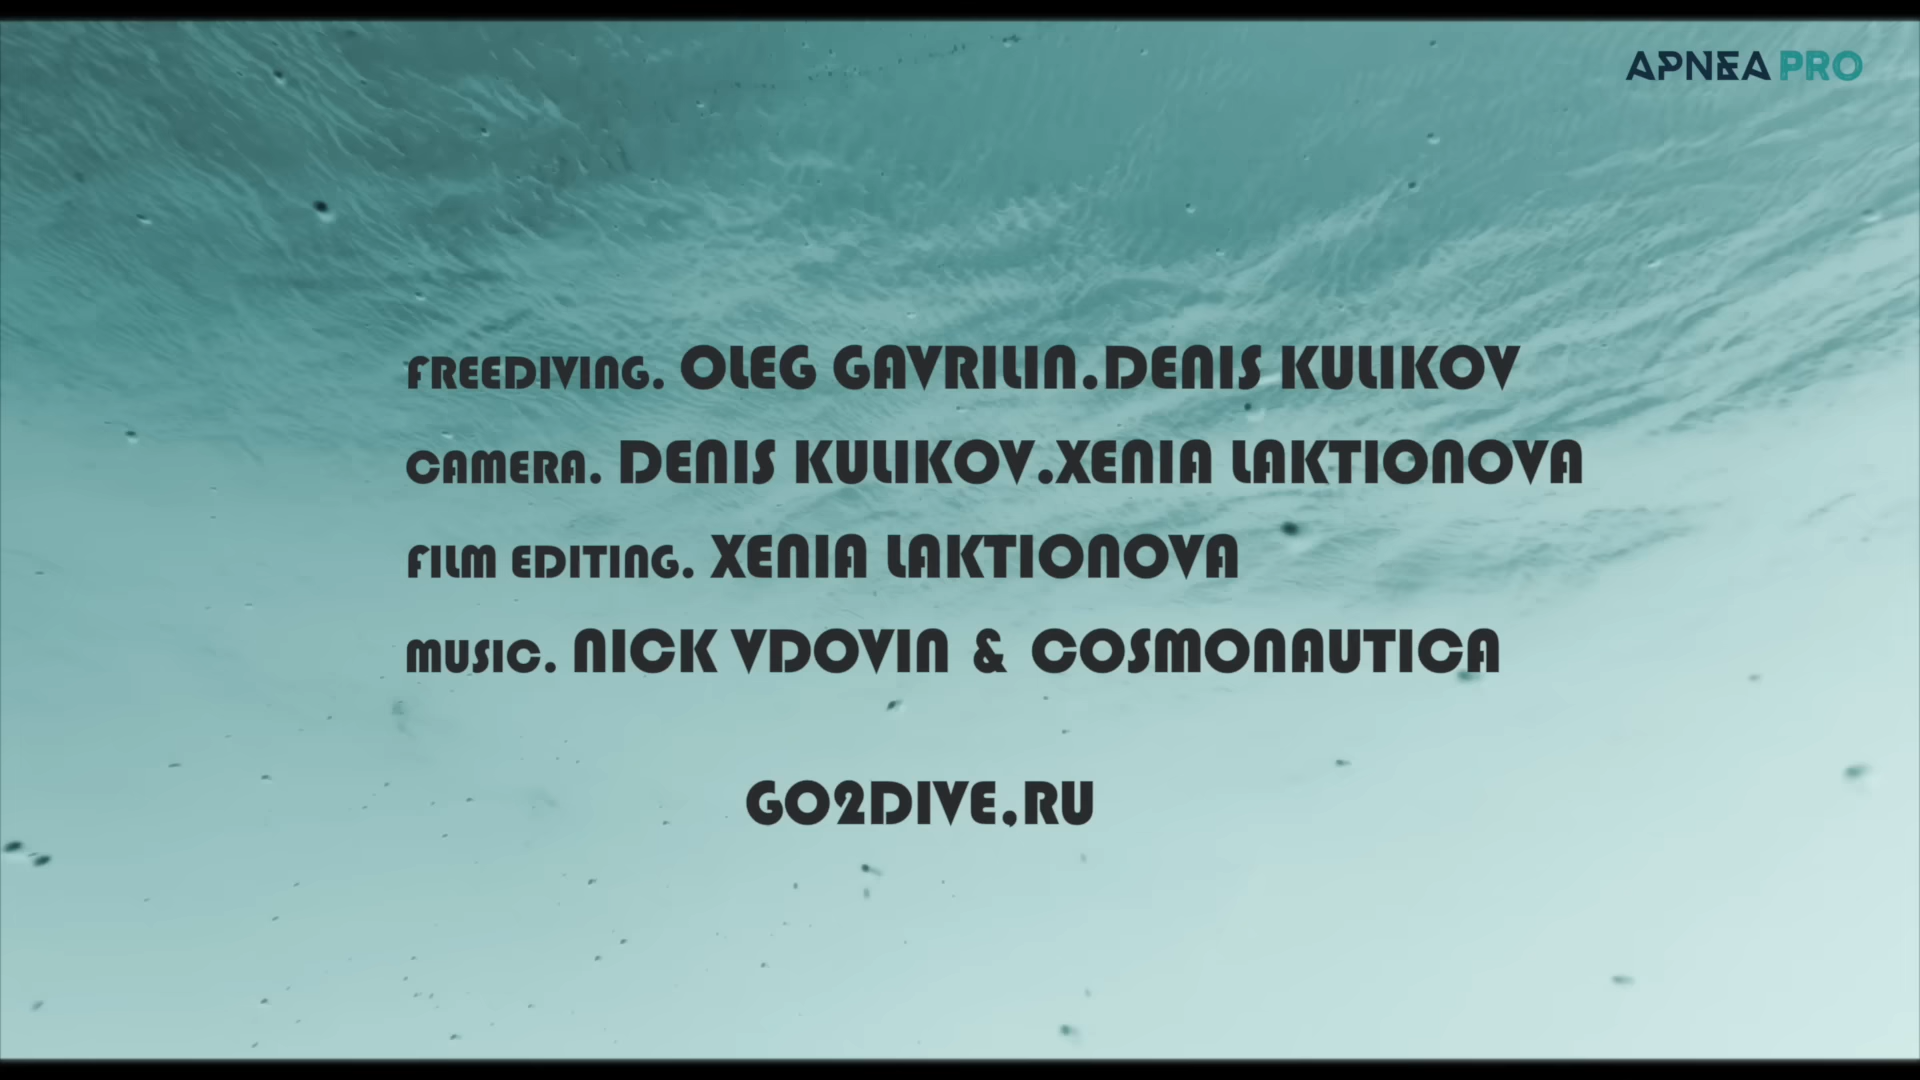 APNEA PRO
FREEDIVING. OLEG GAVRILIN.DENIS KULIKOV
CAMERA. DENIS KULIKOV.XENIA LAKTIONOVA
FILM EDITING. XENIA LAKTIONOVA
MUSIC. NICK VDOVIN & COSMONAUTICA
GO2DIVE,RU